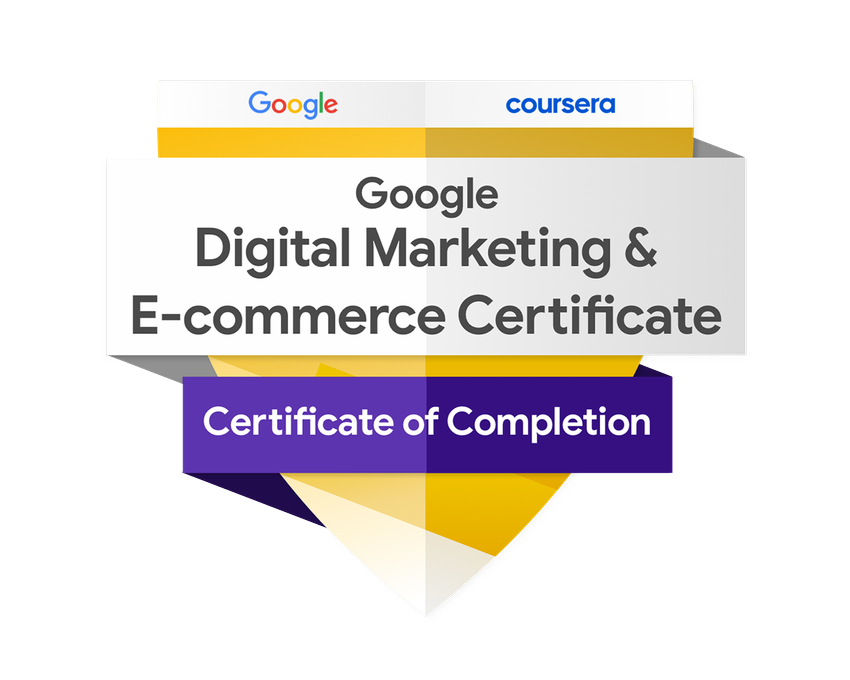 Google coursera
Google
Digital Marketing &
E-commerce Certificate
Certificate of Completion